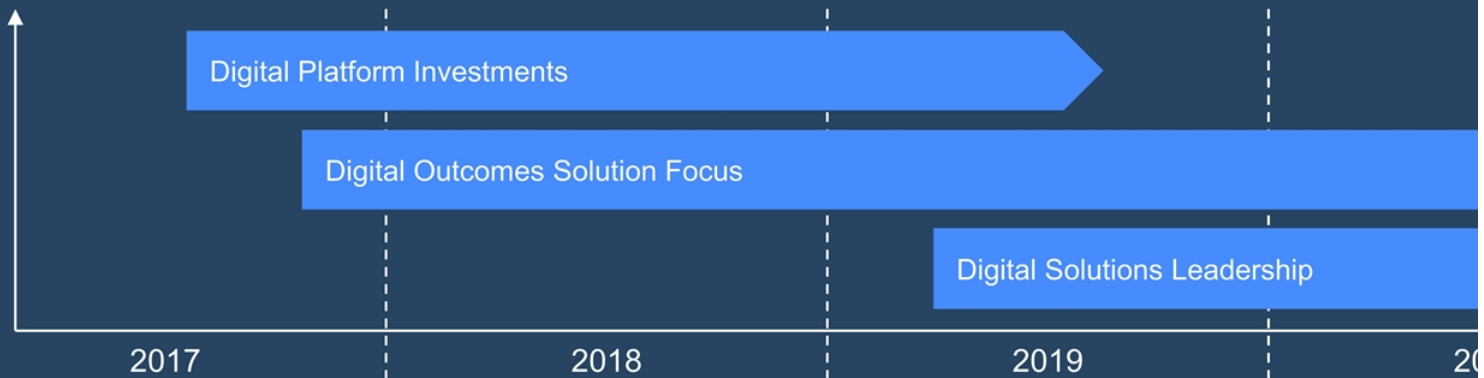 Digital Platform Investments
Digital Outcomes Solution Focus
Digital Solutions Leadership
2017 2018 2019